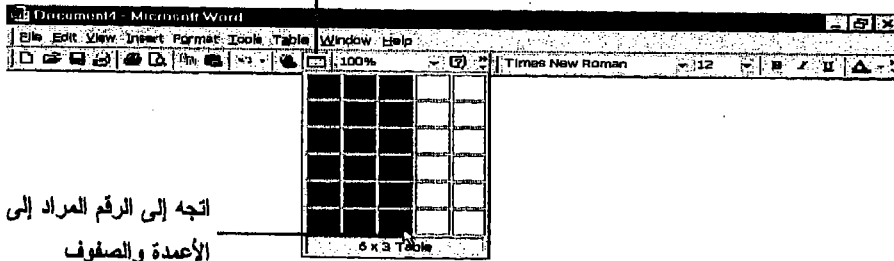 Document4 - Microsoft Word
File Edit View Insert Format Tools Table Window Help
100% Times New Roman 12 B I U A
6 x 3 Table
اتجه إلى الرقم المراد إلى
الأعمدة والصفوف